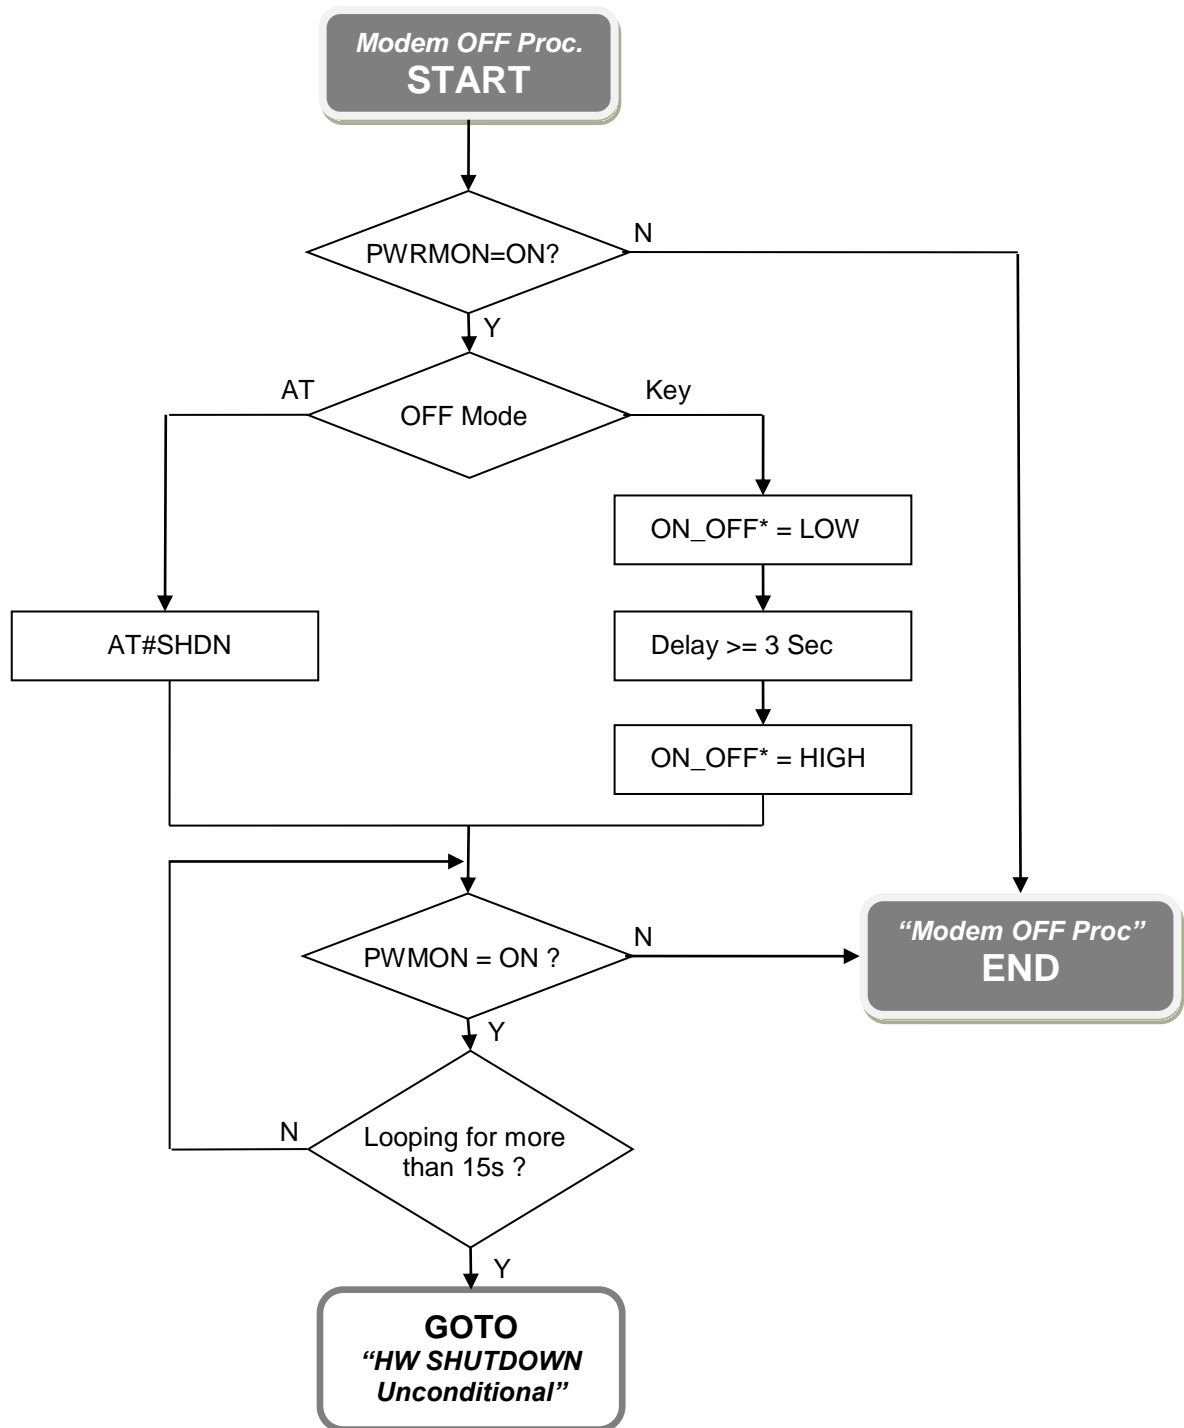 Modem OFF Proc.
START
PWRMON=ON?
N
Y
AT
OFF Mode
Key
ON_OFF* = LOW
AT#SHDN
Delay >= 3 Sec
ON_OFF* = HIGH
PWMON = ON ?
N
“Modem OFF Proc”
END
Y
N
Looping for more
than 15s ?
Y
GOTO
“HW SHUTDOWN
Unconditional”